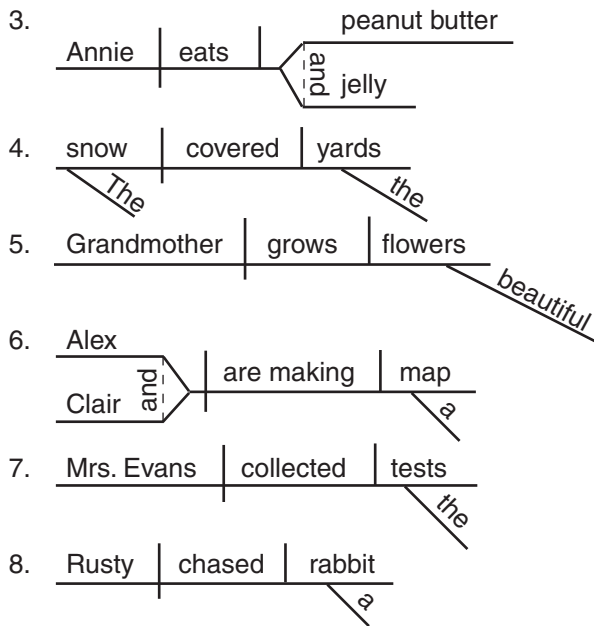 3. Annie eats peanut butter and jelly
4. snow covered yards
The the
5. Grandmother grows flowers
beautiful
6. Alex and Clair are making map
a
7. Mrs. Evans collected tests
the
8. Rusty chased rabbit
a